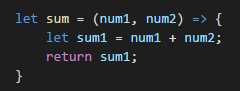 let sum = (num1, num2) => {
    let sum1 = num1 + num2;
    return sum1;
}